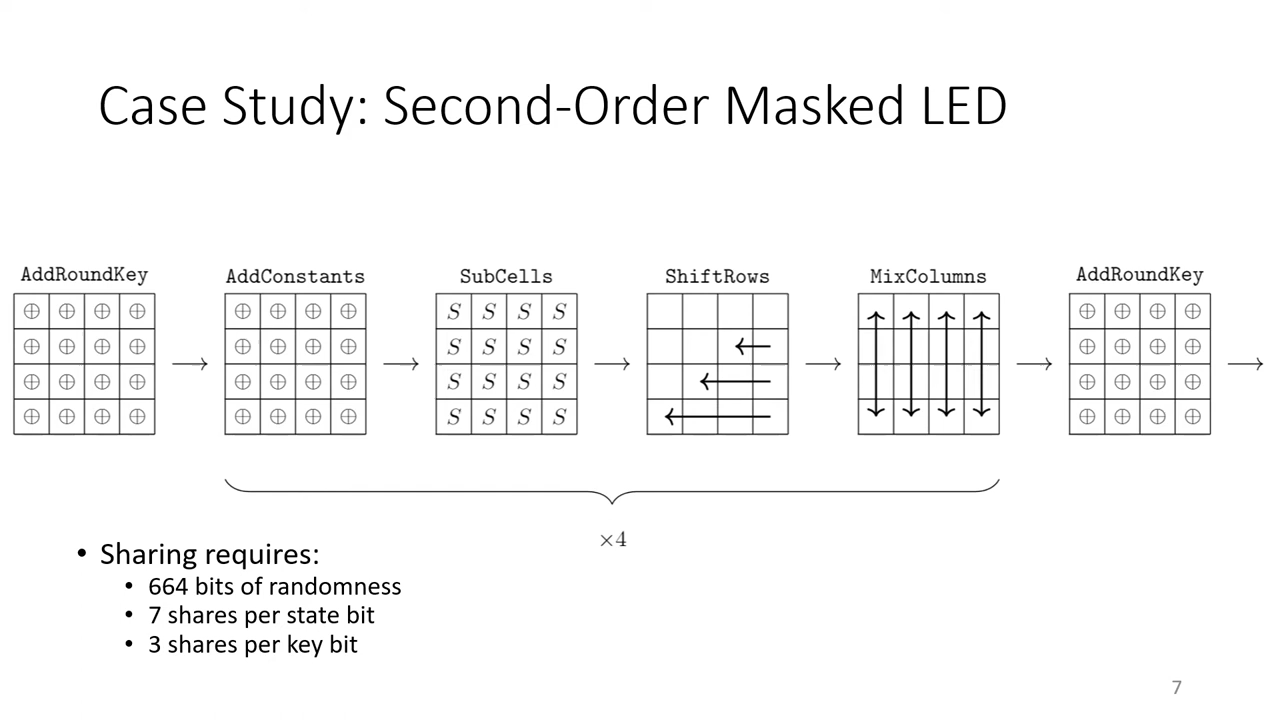 Case Study: Second-Order Masked LED
AddRoundKey AddConstants SubCells ShiftRows MixColumns AddRoundKey
⊕ ⊕ ⊕ ⊕ ⊕ ⊕ ⊕ ⊕ S S S S ⊕ ⊕ ⊕ ⊕
⊕ ⊕ ⊕ ⊕ ⊕ ⊕ ⊕ ⊕ S S S S ⊕ ⊕ ⊕ ⊕
⊕ ⊕ ⊕ ⊕ ⊕ ⊕ ⊕ ⊕ S S S S ⊕ ⊕ ⊕ ⊕
⊕ ⊕ ⊕ ⊕ ⊕ ⊕ ⊕ ⊕ S S S S ⊕ ⊕ ⊕ ⊕
×4
• Sharing requires:
• 664 bits of randomness
• 7 shares per state bit
• 3 shares per key bit
7